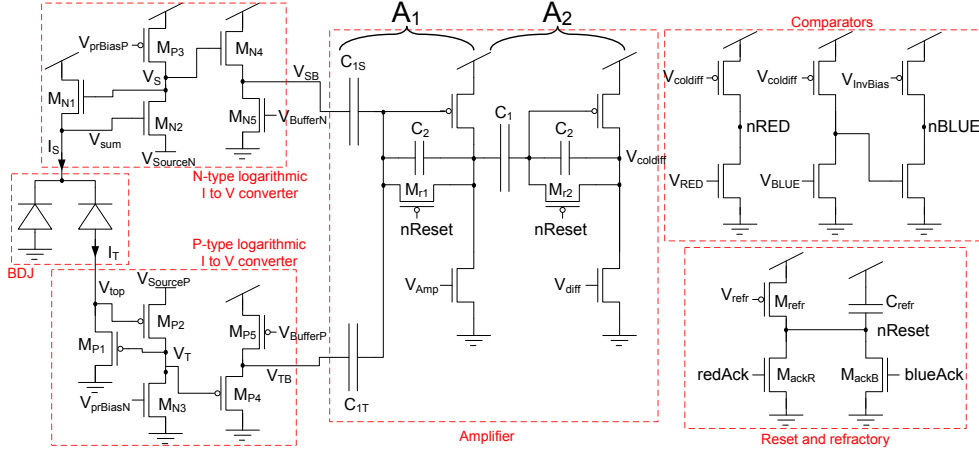 A1
A2
VprBiasP
MP3
MN4
VS
VSB
C1S
MN1
MN2
MN5
VBufferN
Vsum
IS
VSourceN
N-type logarithmic
I to V converter
C2
Mr1
nReset
C1
C2
Mr2
nReset
Vcoldiff
VAmp
Vdiff
C1T
Amplifier
BDJ
IT
P-type logarithmic
I to V converter
Vtop
VSourceP
MP2
MP5
VBufferP
MP1
VT
VTB
MP4
VprBiasN
MN3
Comparators
Vcoldiff
Vcoldiff
VInvBias
nRED
nBLUE
VRED
VBLUE
Vrefr
Mrefr
Crefr
nReset
redAck
MackR
MackB
blueAck
Reset and refractory